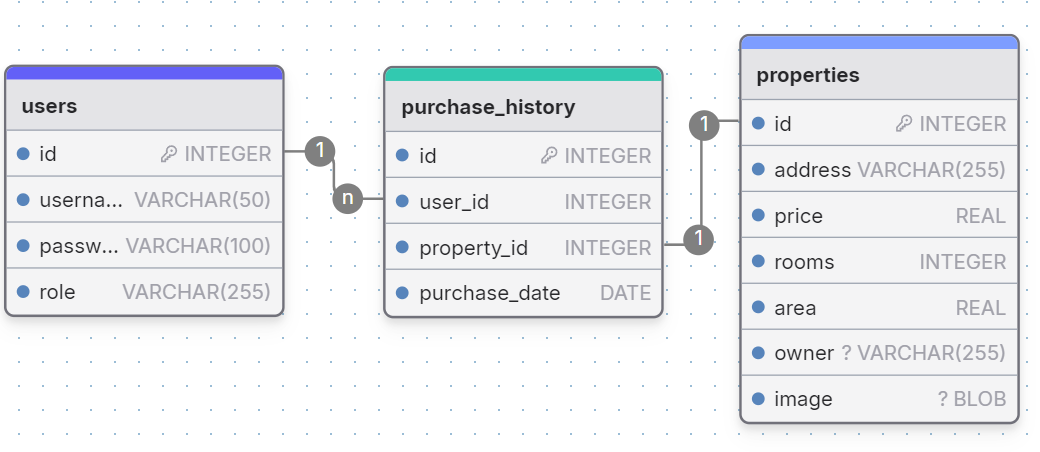 users
id INTEGER
userna... VARCHAR(50)
passw... VARCHAR(100)
role VARCHAR(255)
1
n
purchase_history
id INTEGER
user_id INTEGER
property_id INTEGER
purchase_date DATE
1
1
properties
id INTEGER
address VARCHAR(255)
price REAL
rooms INTEGER
area REAL
owner ? VARCHAR(255)
image ? BLOB